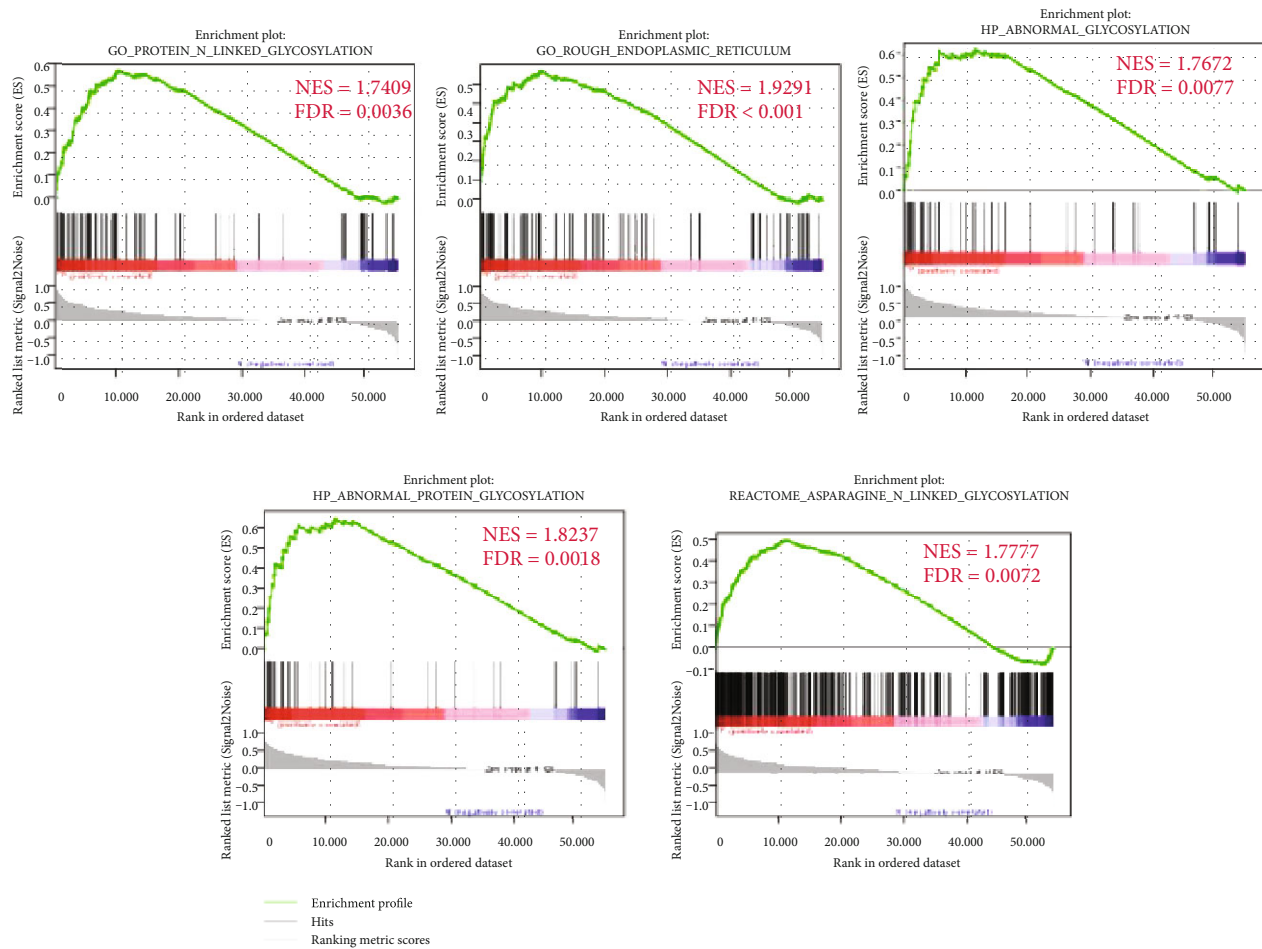 Enrichment plot:
GO_PROTEIN_N_LINKED_GLYCOSYLATION
Enrichment score (ES)
0.6
0.5
0.4
0.3
0.2
0.1
0.0
NES = 1.7409
FDR = 0.0036
Ranked list metric (Signal2Noise)
1.0
0.5
0.0
−0.5
−1.0
0 10.000 20.000 30.000 40.000 50.000
Rank in ordered dataset
Enrichment plot:
GO_ROUGH_ENDOPLASMIC_RETICULUM
Enrichment score (ES)
0.5
0.4
0.3
0.2
0.1
0.0
NES = 1.9291
FDR < 0.001
Ranked list metric (Signal2Noise)
1.0
0.5
0.0
−0.5
−1.0
0 10.000 20.000 30.000 40.000 50.000
Rank in ordered dataset
Enrichment plot:
HP_ABNORMAL_GLYCOSYLATION
Enrichment score (ES)
0.6
0.5
0.4
0.3
0.2
0.1
0.0
NES = 1.7672
FDR = 0.0077
Ranked list metric (Signal2Noise)
1.0
0.5
0.0
−0.5
−1.0
0 10.000 20.000 30.000 40.000 50.000
Rank in ordered dataset
Enrichment plot:
HP_ABNORMAL_PROTEIN_GLYCOSYLATION
Enrichment score (ES)
0.6
0.5
0.4
0.3
0.2
0.1
0.0
NES = 1.8237
FDR = 0.0018
Ranked list metric (Signal2Noise)
1.0
0.5
0.0
−0.5
−1.0
0 10.000 20.000 30.000 40.000 50.000
Rank in ordered dataset
Enrichment plot:
REACTOME_ASPARAGINE_N_LINKED_GLYCOSYLATION
Enrichment score (ES)
0.5
0.4
0.3
0.2
0.1
0.0
−0.1
NES = 1.7777
FDR = 0.0072
Ranked list metric (Signal2Noise)
1.0
0.5
0.0
−0.5
−1.0
0 10.000 20.000 30.000 40.000 50.000
Rank in ordered dataset
Enrichment profile
Hits
Ranking metric scores